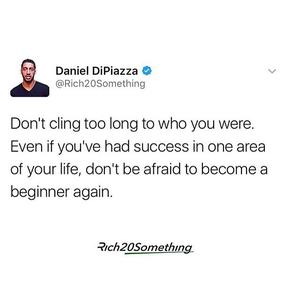 Daniel DiPiazza
@Rich20Something
Don't cling too long to who you were.
Even if you've had success in one area
of your life, don't be afraid to become a
beginner again.
Rich20Something